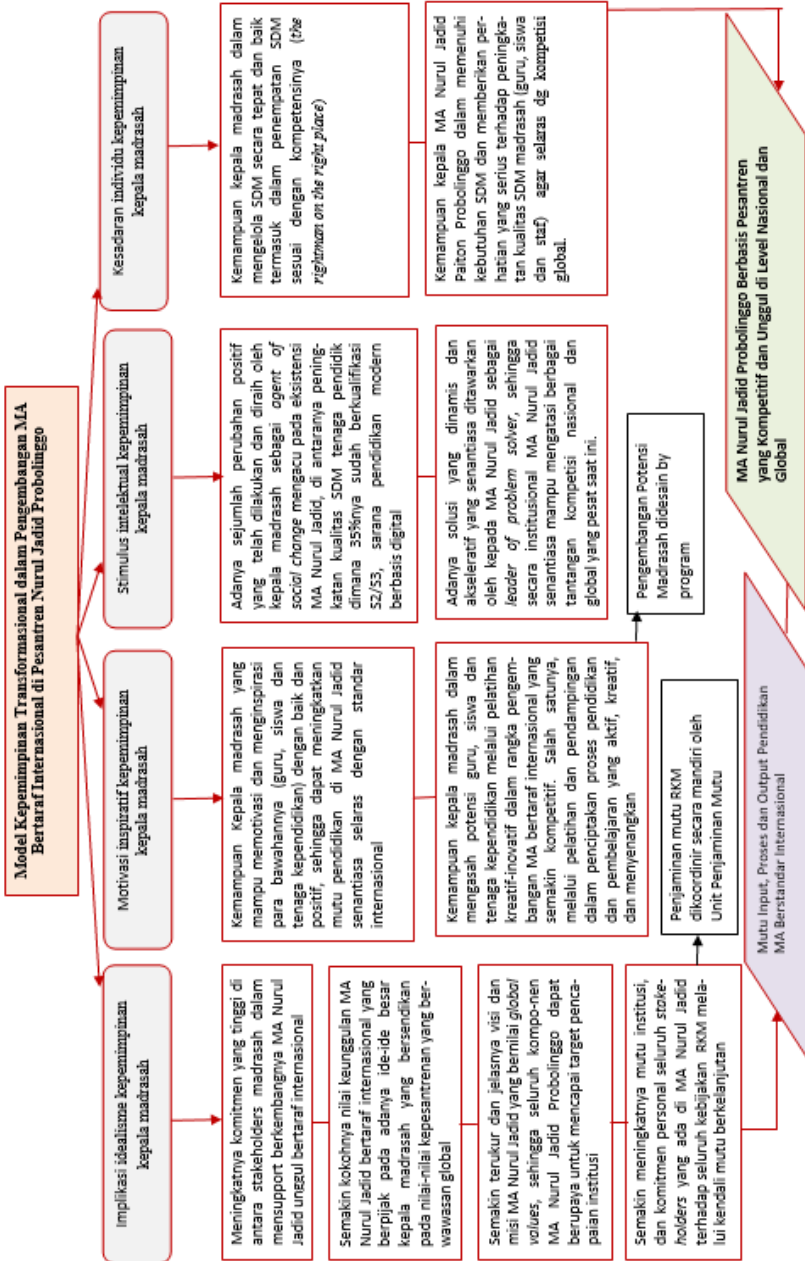 Model Kepemimpinan Transformasional dalam Pengembangan MA
Bertaraf Internasional di Pesantren Nurul Jadid Probolinggo
Implikasi idealisme kepemimpinan
kepala madrasah
Meningkatnya komitmen yang tinggi di
antara stakeholders madrasah dalam
mensupport berkembangnya MA Nurul
Jadid unggul bertaraf internasional
Semakin kokohnya nilai keunggulan MA
Nurul Jadid bertaraf internasional yang
berpijak pada adanya ide-ide besar
kepala madrasah yang bersendikan
pada nilai-nilai kepesantrenan yang ber-
wawasan global
Semakin terukur dan jelasnya visi dan
misi MA Nurul Jadid yang bernilai global
values, sehingga seluruh kompo-nen
MA Nurul Jadid Probolinggo dapat
berupaya untuk mencapai target penca-
paian institusi
Semakin meningkatnya mutu institusi,
dan komitmen personal seluruh stake-
holders yang ada di MA Nurul Jadid
terhadap seluruh kebijakan RKM mela-
lui kendali mutu berkelanjutan
Motivasi inspiratif kepemimpinan
kepala madrasah
Kemampuan Kepala madrasah yang
mampu memotivasi dan menginspirasi
para bawahannya (guru, siswa dan
tenaga kependidikan) dengan baik dan
positif, sehingga dapat meningkatkan
mutu pendidikan di MA Nurul Jadid
senantiasa selaras dengan standar
internasional
Kemampuan kepala madrasah dalam
mengasah potensi guru, siswa dan
tenaga kependidikan melalui pelatihan
kreatif-inovatif dalam rangka pengem-
bangan MA bertaraf internasional yang
semakin kompetitif. Salah satunya,
melalui pelatihan dan pendampingan
dalam penciptakan proses pendidikan
dan pembelajaran yang aktif, kreatif,
dan menyenangkan
Penjaminan mutu RKM
dikoordinir secara mandiri oleh
Unit Penjaminan Mutu
Stimulus intelektual kepemimpinan
kepala madrasah
Adanya sejumlah perubahan positif
yang telah dilakukan dan diraih oleh
kepala madrasah sebagai agent of
social change mengacu pada eksistensi
MA Nurul Jadid, di antaranya pening-
katan kualitas SDM tenaga pendidik
dimana 35%nya sudah berkualifikasi
S2/S3, sarana pendidikan modern
berbasis digital
Adanya solusi yang dinamis dan
akseleratif yang senantiasa ditawarkan
oleh kepada MA Nurul Jadid sebagai
leader of problem solver, sehingga
secara institusional MA Nurul Jadid
senantiasa mampu mengatasi berbagai
tantangan kompetisi nasional dan
global yang pesat saat ini.
Pengembangan Potensi
Madrasah didesain by
program
Kesadaran individu kepemimpinan
kepala madrasah
Kemampuan kepala madrasah dalam
mengelola SDM secara tepat dan baik
termasuk dalam penempatan SDM
sesuai dengan kompetensinya (the
rightman on the right place)
Kemampuan kepala MA Nurul Jadid
Paiton Probolinggo dalam memenuhi
kebutuhan SDM dan memberikan per-
hatian yang serius terhadap peningka-
tan kualitas SDM madrasah (guru, siswa
dan staf) agar selaras dg kompetisi
global.
Mutu Input, Proses dan Output Pendidikan
MA Berstandar Internasional
MA Nurul Jadid Probolinggo Berbasis Pesantren
yang Kompetitif dan Unggul di Level Nasional dan
Global